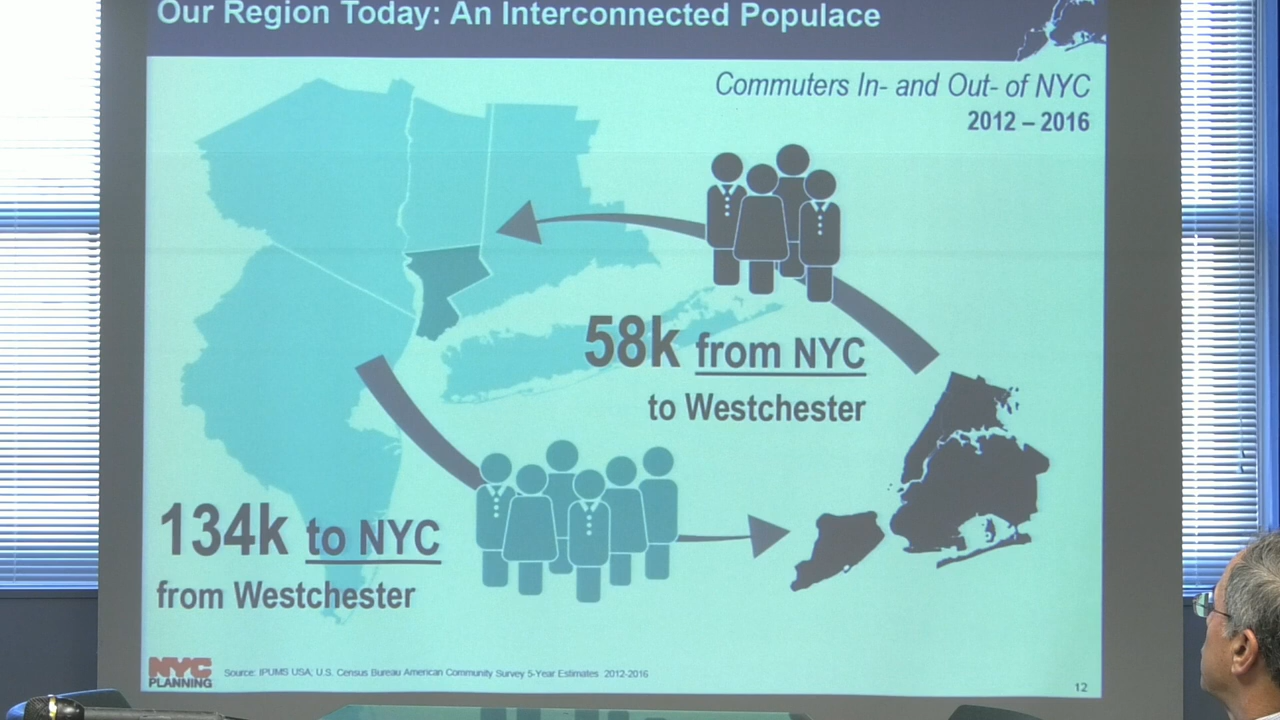 Our Region Today: An Interconnected Populace
Commuters In- and Out- of NYC
2012 – 2016
58k from NYC
to Westchester
134k to NYC
from Westchester
NYC
PLANNING
Source: IPUMS USA; U.S. Census Bureau American Community Survey 5-Year Estimates 2012-2016
12